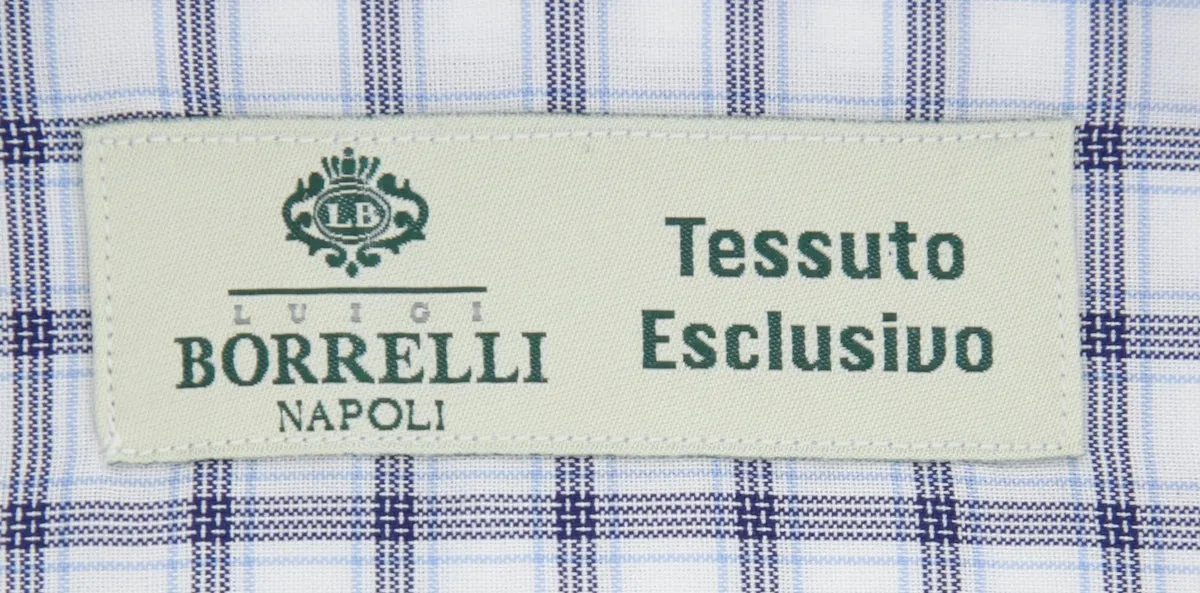 LB
LUIGI
BORRELLI
NAPOLI
Tessuto
Esclusivo